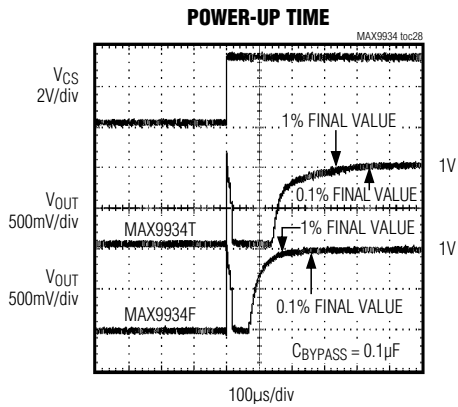 POWER-UP TIME
MAX9934 toc28
VCS
2V/div
1% FINAL VALUE
1V
0.1% FINAL VALUE
VOUT
500mV/div
MAX9934T
1% FINAL VALUE
1V
VOUT
500mV/div
0.1% FINAL VALUE
MAX9934F
CBYPASS = 0.1µF
100µs/div